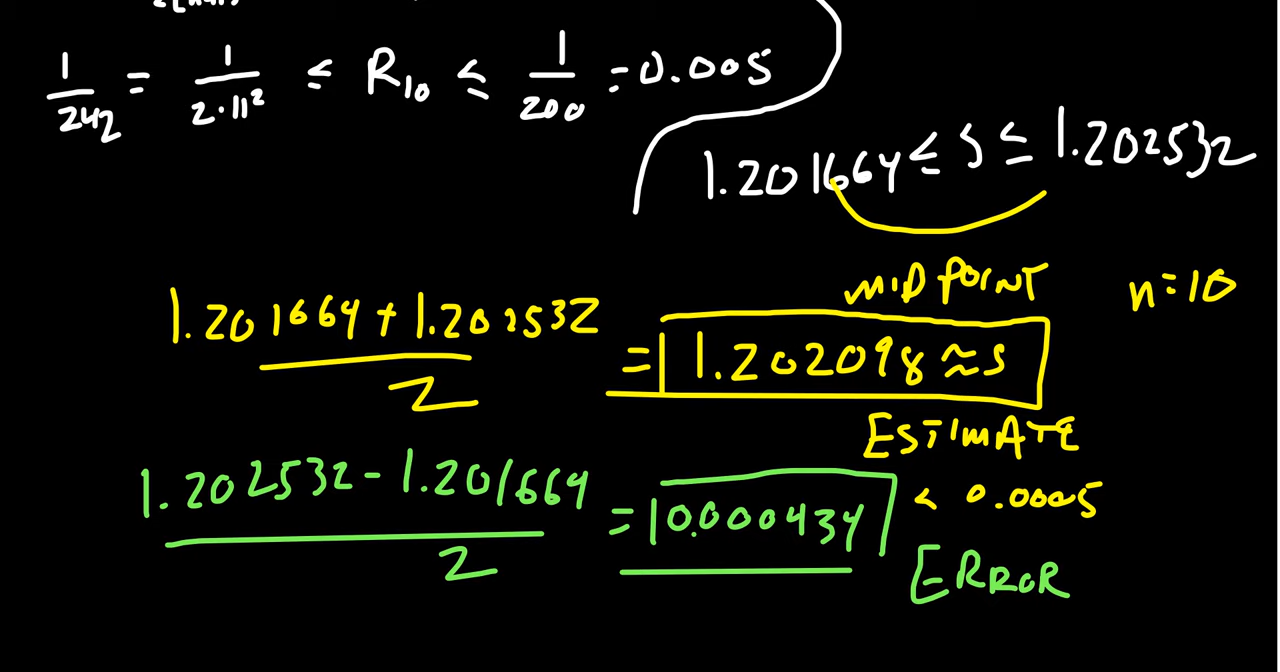 1/242 = 1/2·11² ≤ R₁₀ ≤ 1/200 = 0.005
1.201664 ≤ s ≤ 1.202532
MIDPOINT n=10
1.201664 + 1.202532 / 2 = 1.202098 ≈ s
ESTIMATE
1.202532 - 1.201664 / 2 = 0.000434 < 0.0005
ERROR